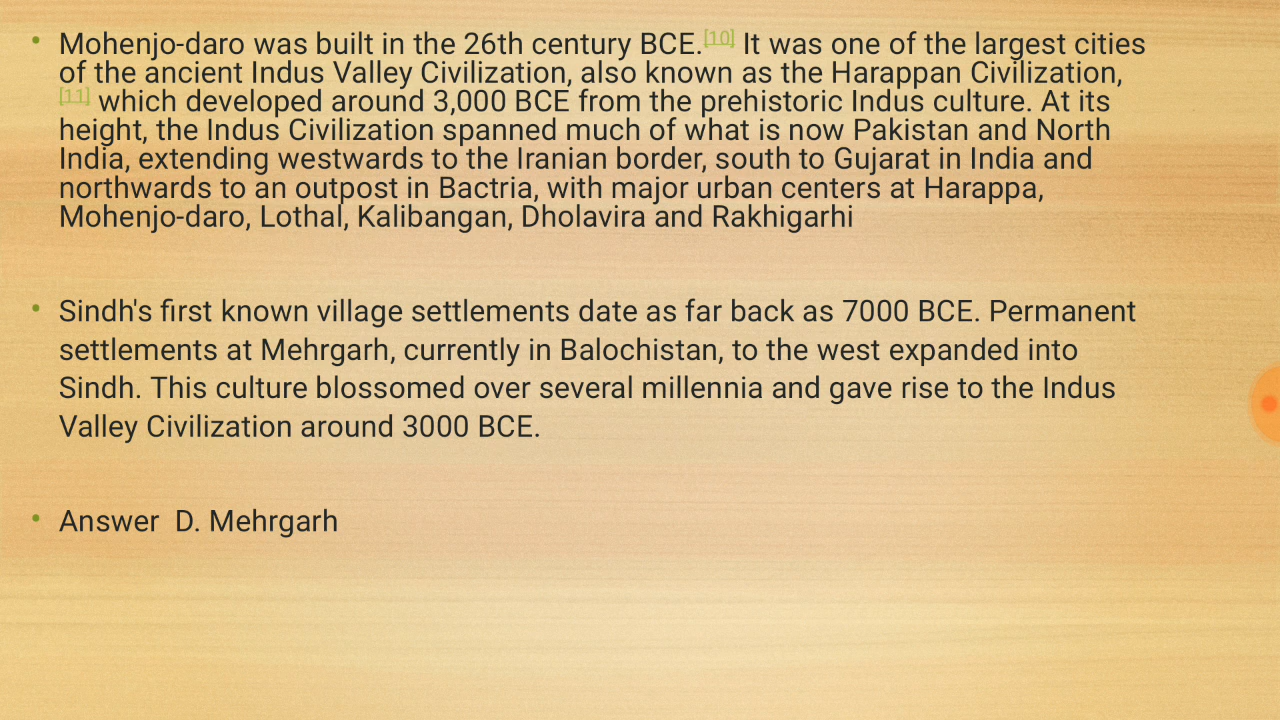 • Mohenjo-daro was built in the 26th century BCE.[10] It was one of the largest cities
of the ancient Indus Valley Civilization, also known as the Harappan Civilization,
[11] which developed around 3,000 BCE from the prehistoric Indus culture. At its
height, the Indus Civilization spanned much of what is now Pakistan and North
India, extending westwards to the Iranian border, south to Gujarat in India and
northwards to an outpost in Bactria, with major urban centers at Harappa,
Mohenjo-daro, Lothal, Kalibangan, Dholavira and Rakhigarhi
• Sindh's first known village settlements date as far back as 7000 BCE. Permanent
settlements at Mehrgarh, currently in Balochistan, to the west expanded into
Sindh. This culture blossomed over several millennia and gave rise to the Indus
Valley Civilization around 3000 BCE.
• Answer D. Mehrgarh